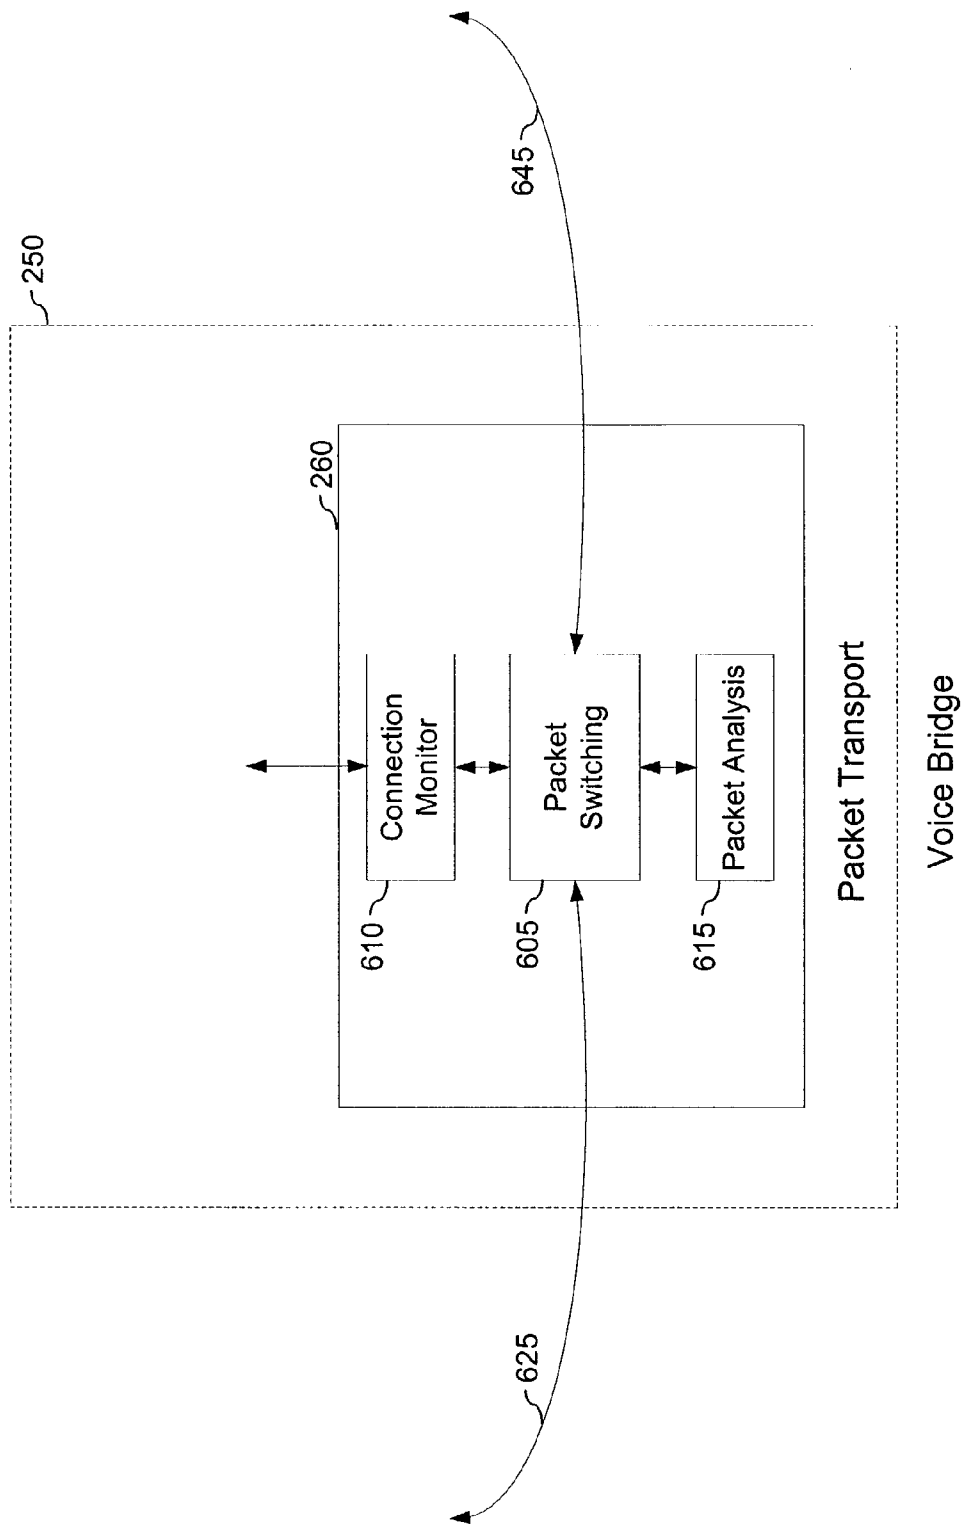 250
260
645
Connection
Monitor
610
Packet
Switching
605
Packet Analysis
615
625
Packet Transport
Voice Bridge